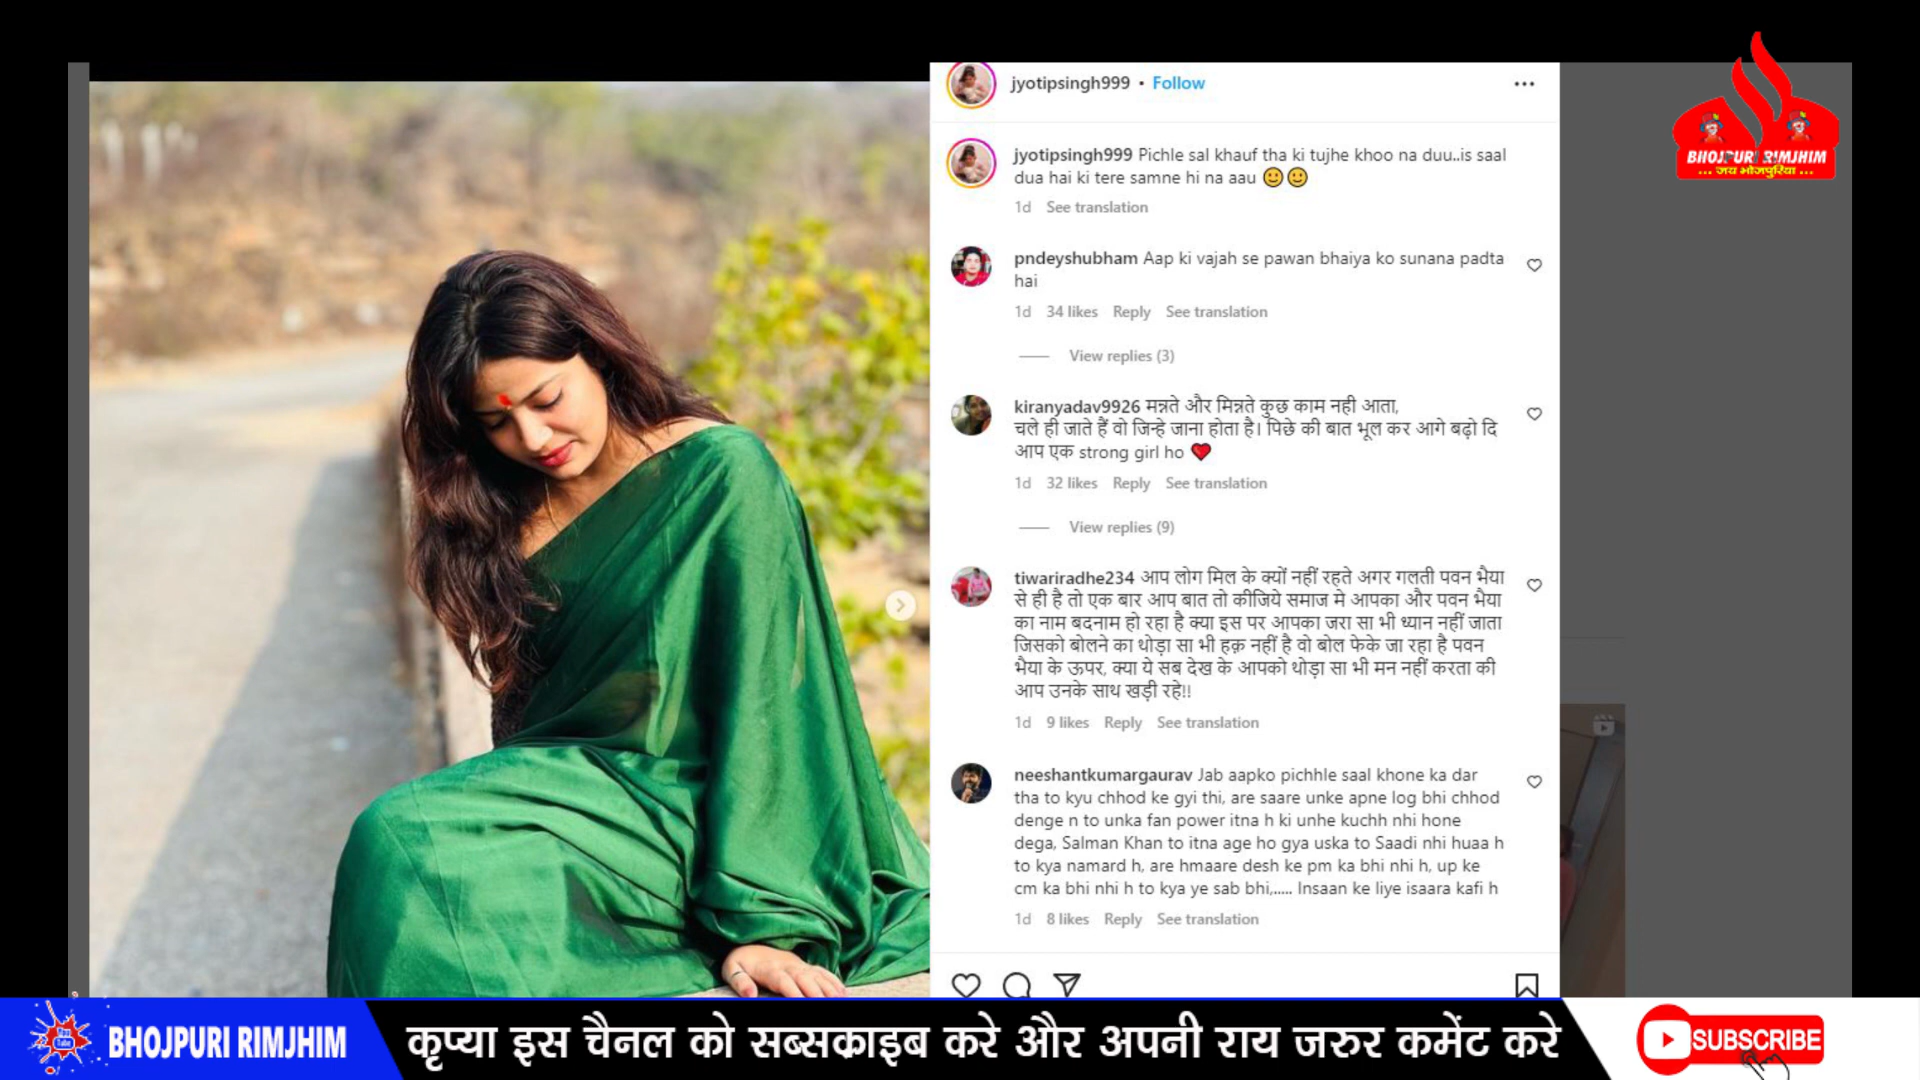 jyotipsingh999 • Follow
jyotipsingh999 Pichle sal khauf tha ki tujhe khoo na duu..is saal
dua hai ki tere samne hi na aau 🙂🙂
1d See translation
pndeyshubham Aap ki vajah se pawan bhaiya ko sunana padta
hai
1d 34 likes Reply See translation
View replies (3)
kiranyadav9926 मन्नते और मिन्नते कुछ काम नही आता,
चले ही जाते हैं वो जिन्हे जाना होता है। पिछे की बात भूल कर आगे बढ़ो दि
आप एक strong girl ho ❤️
1d 32 likes Reply See translation
View replies (9)
tiwariradhe234 आप लोग मिल के क्यों नहीं रहते अगर गलती पवन भैया
से ही है तो एक बार आप बात तो कीजिये समाज मे आपका और पवन भैया
का नाम बदनाम हो रहा है क्या इस पर आपका जरा सा भी ध्यान नहीं जाता
जिसको बोलने का थोड़ा सा भी हक़ नहीं है वो बोल फेके जा रहा है पवन
भैया के ऊपर, क्या ये सब देख के आपको थोड़ा सा भी मन नहीं करता की
आप उनके साथ खड़ी रहे!!
1d 9 likes Reply See translation
neeshantkumargaurav Jab aapko pichhle saal khone ka dar
tha to kyu chhod ke gyi thi, are saare unke apne log bhi chhod
denge n to unka fan power itna h ki unhe kuchh nhi hone
dega, Salman Khan to itna age ho gya uska to Saadi nhi huaa h
to kya namard h, are hmaare desh ke pm ka bhi nhi h, up ke
cm ka bhi nhi h to kya ye sab bhi,..... Insaan ke liye isaara kafi h
1d 8 likes Reply See translation
BHOJPURI RIMJHIM
... जय भोजपुरिया ...
You
Tube
BHOJPURI RIMJHIM
कृप्या इस चैनल को सब्सक्राइब करे और अपनी राय जरुर कमेंट करे
SUBSCRIBE